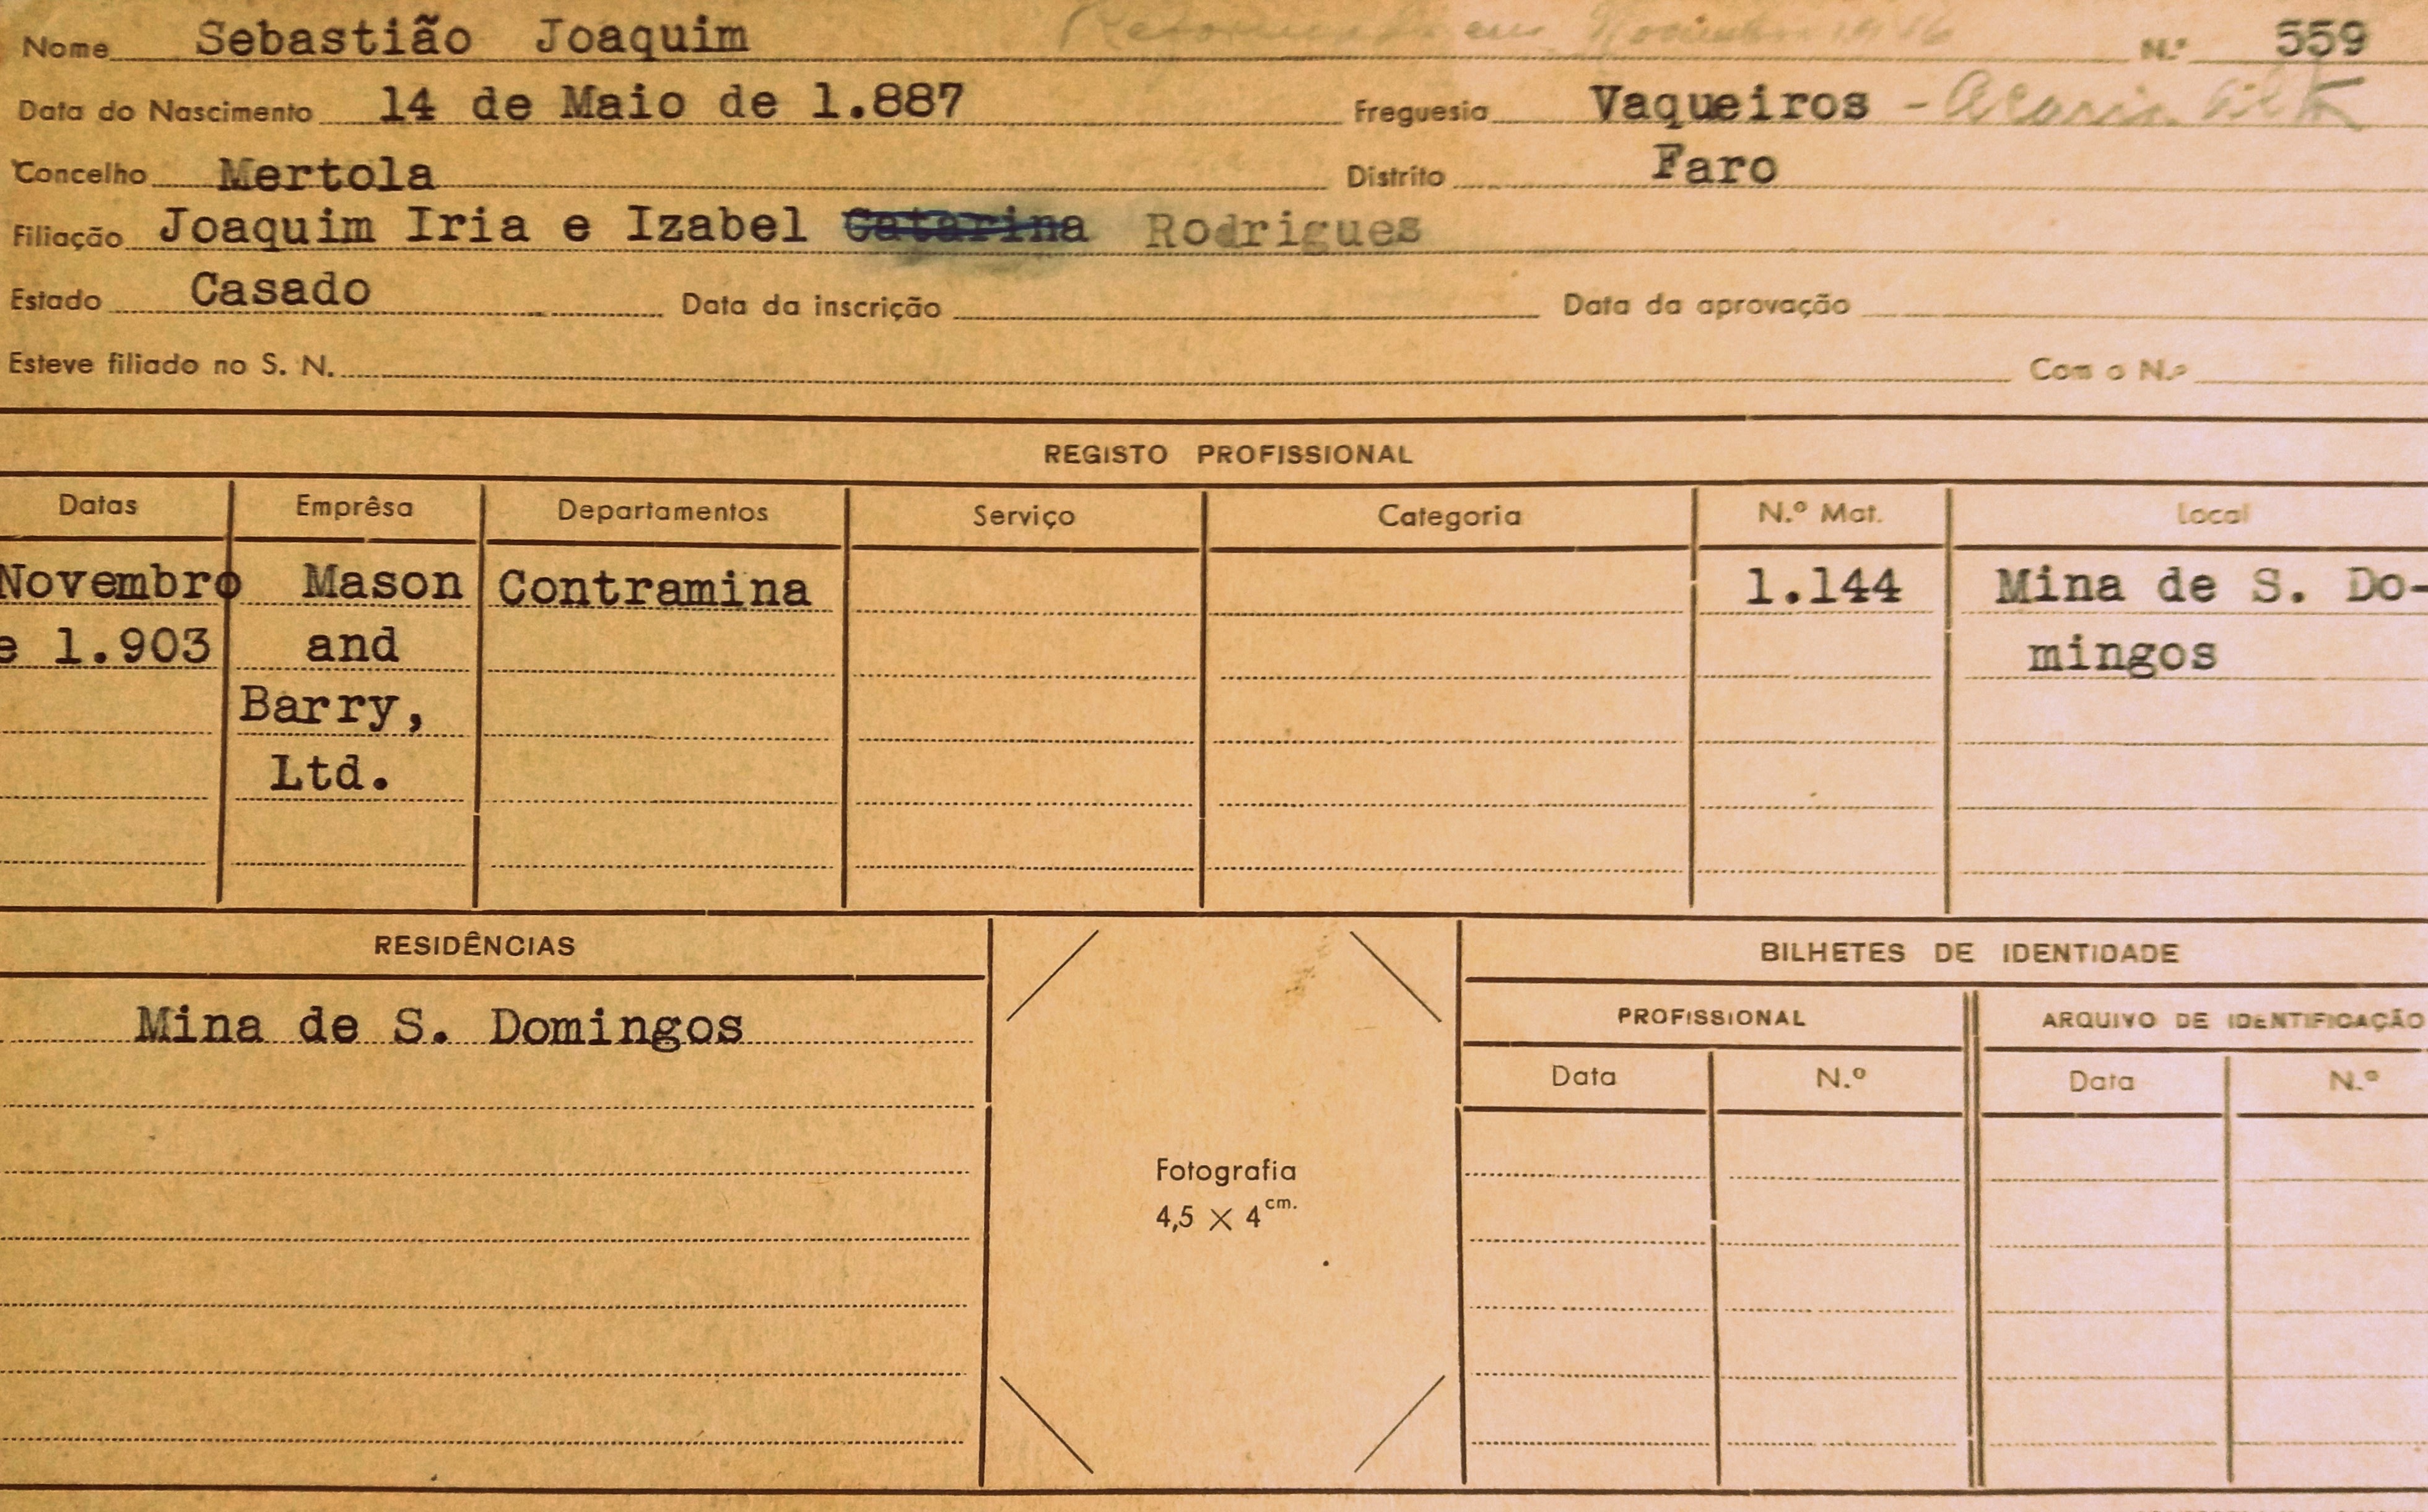 Nome Sebastião Joaquim Reformado em Novembro N.º 559
Data do Nascimento 14 de Maio de 1.887 Freguesia Vaqueiros -
Concelho Mertola Distrito Faro
Filiação Joaquim Iria e Izabel Catarina Rodrigues
Estado Casado Data da inscrição Data da aprovação
Esteve filiado no S. N. Com o N.º
REGISTO PROFISSIONAL
Datas Emprêsa Departamentos Serviço Categoria N.º Mat. Local
Novembro Mason Contramina 1.144 Mina de S. Do-
e 1.903 and mingos
Barry,
Ltd.
RESIDÊNCIAS BILHETES DE IDENTIDADE
Mina de S. Domingos PROFISSIONAL ARQUIVO DE IDENTIFICAÇÃO
Data N.º Data N.º
Fotografia
4,5 × 4 cm.